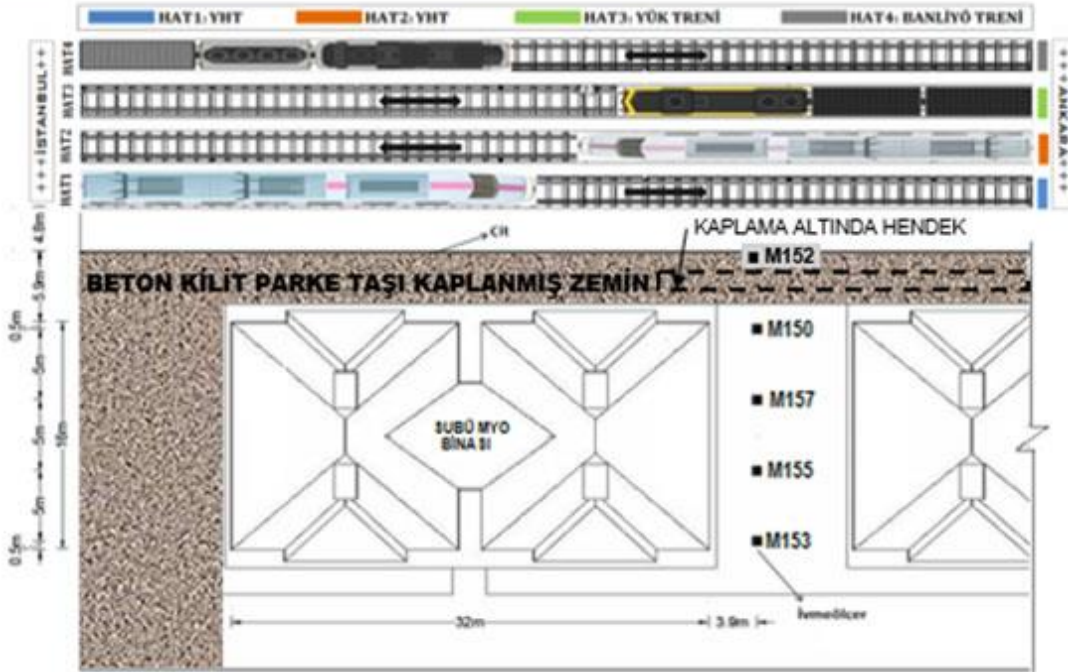 HAT1: YHT HAT2: YHT HAT3: YÜK TRENİ HAT4: BANLİYÖ TRENİ
+++İSTANBUL++
HAT4
HAT3
HAT2
HAT1
++++ANKARA+++
4.8m
Çit
KAPLAMA ALTINDA HENDEK
M152
BETON KİLİT PARKE TAŞI KAPLANMIŞ ZEMİN
5.9m
0.5m
M150
5m
M157
16m
SUBÜ MYO
BİNASI
5m
M155
5m
0.5m
M153
İvmeölçer
32m
3.9m